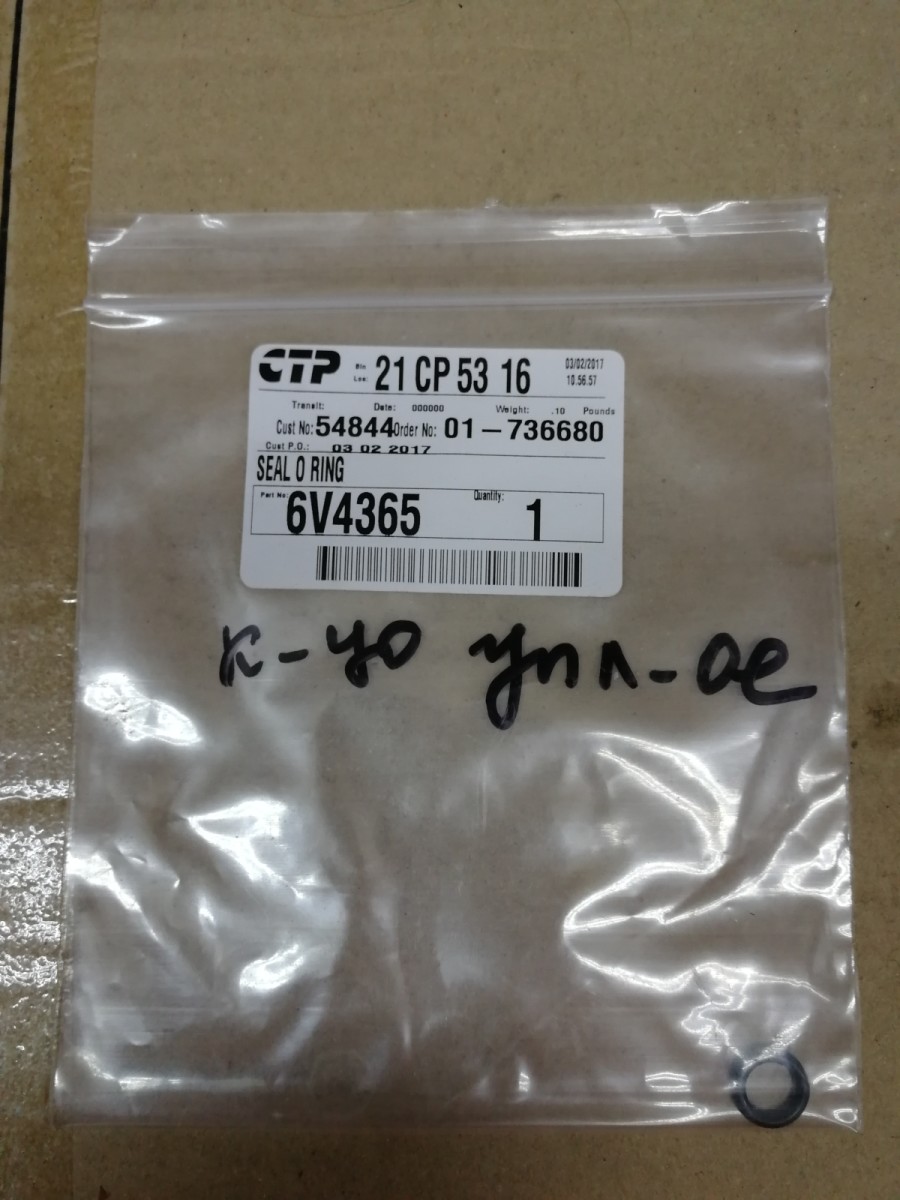 CTP Bin Loc: 21 CP 53 16 03/02/2017 10.56.57
Transit: Date: 000000 Weight: .10 Pounds
Cust No: 54844 Order No: 01-736680
Cust P.O.: 03 02 2017
SEAL O RING
Part No: 6V4365 Quantity: 1
к-цо упл-ое